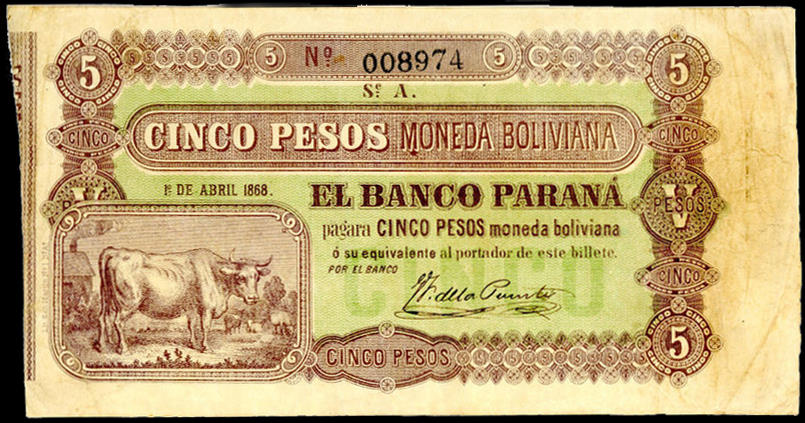 5 5 Nº 008974 5 5
Sᵉ A.
CINCO CINCO PESOS MONEDA BOLIVIANA CINCO
1º DE ABRIL 1868. EL BANCO PARANÁ
V PESOS V
pagara CINCO PESOS moneda boliviana
ó su equivalente al portador de este billete.
POR EL BANCO
CINCO
CINCO
CINCO PESOS 5